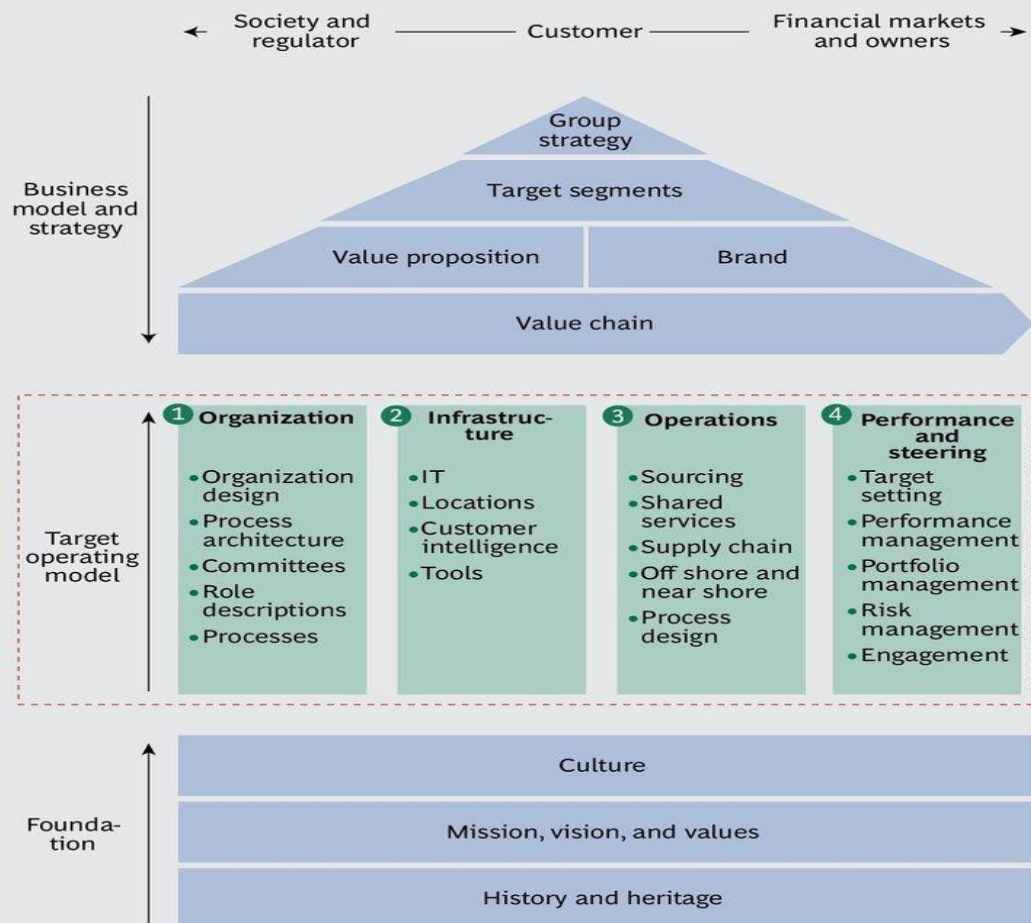 Society and
regulator
Customer
Financial markets
and owners
Business
model and
strategy
Group
strategy
Target segments
Value proposition
Brand
Value chain
Target
operating
model
1 Organization
• Organization
design
• Process
architecture
• Committees
• Role
descriptions
• Processes
2 Infrastruc-
ture
• IT
• Locations
• Customer
intelligence
• Tools
3 Operations
• Sourcing
• Shared
services
• Supply chain
• Off shore and
near shore
• Process
design
4 Performance
and
steering
• Target
setting
• Performance
management
• Portfolio
management
• Risk
management
• Engagement
Founda-
tion
Culture
Mission, vision, and values
History and heritage